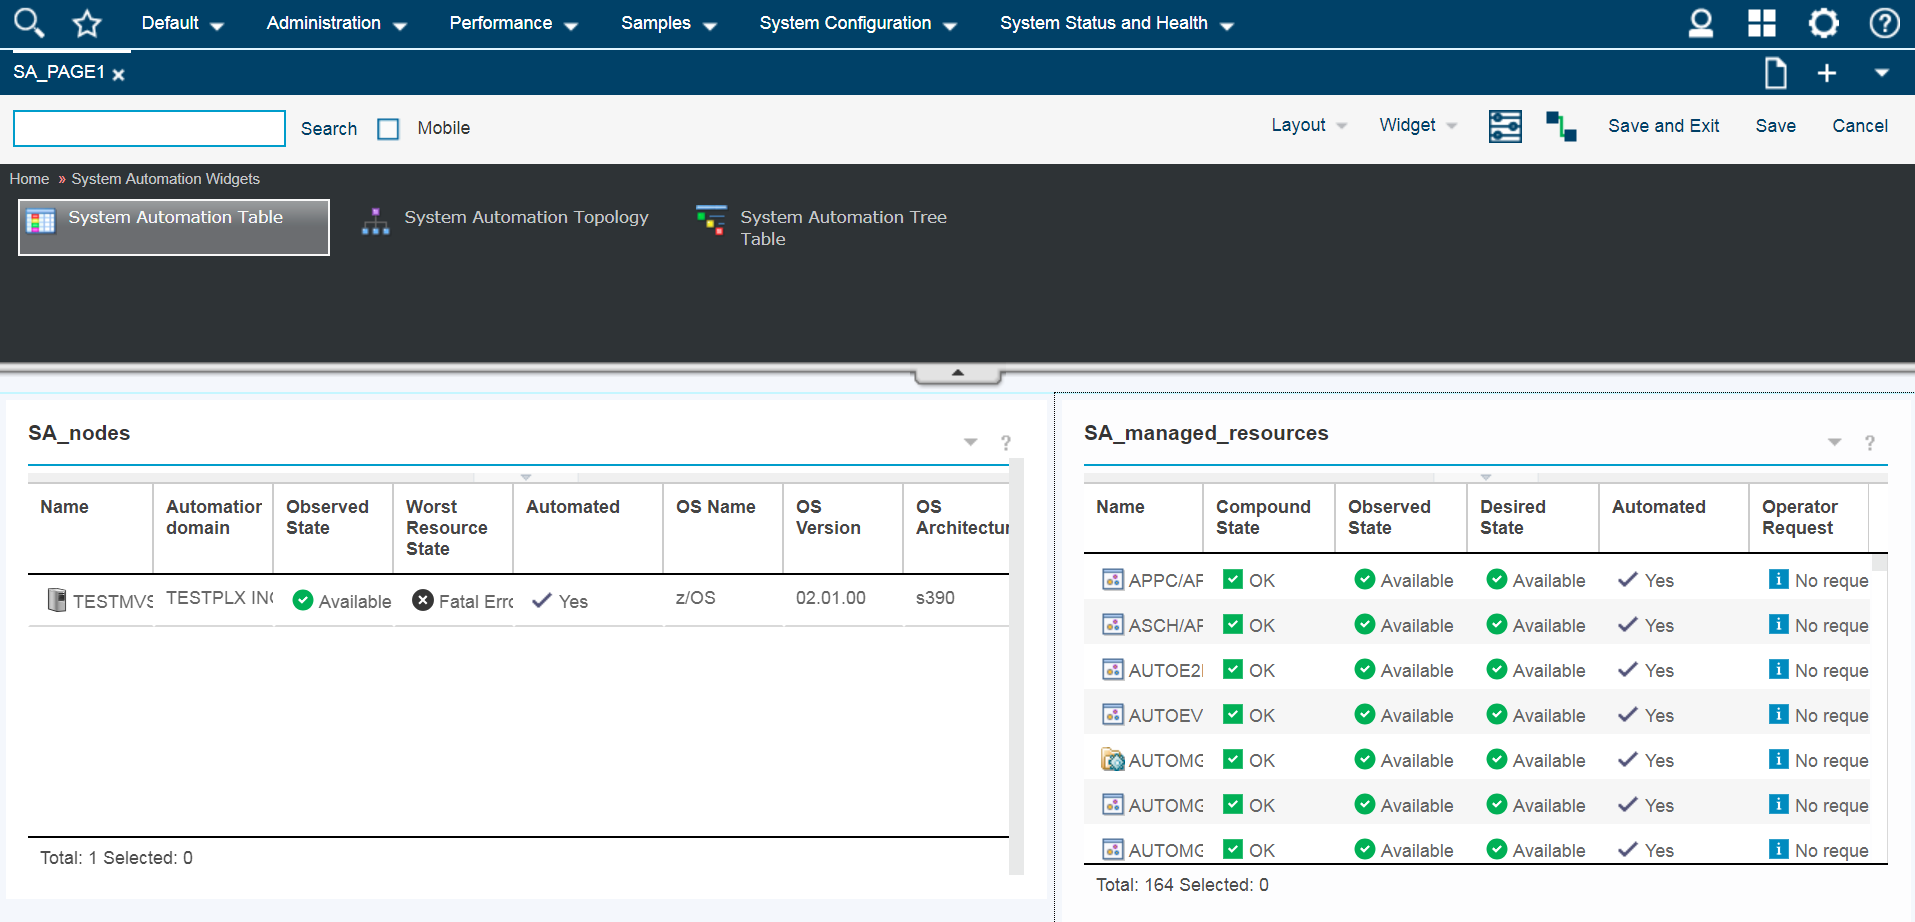 Default Administration Performance Samples System Configuration System Status and Health
SA_PAGE1
Search Mobile Layout Widget Save and Exit Save Cancel
Home » System Automation Widgets
System Automation Table
System Automation Topology
System Automation Tree
Table
SA_nodes
?
Name Automation domain Observed State Worst Resource State Automated OS Name OS Version OS Architectur
TESTMVS TESTPLX INC Available Fatal Erro Yes z/OS 02.01.00 s390
Total: 1 Selected: 0
SA_managed_resources
?
Name Compound State Observed State Desired State Automated Operator Request
APPC/AP OK Available Available Yes No reque
ASCH/AP OK Available Available Yes No reque
AUTOE2 OK Available Available Yes No reque
AUTOEV OK Available Available Yes No reque
AUTOMG OK Available Available Yes No reque
AUTOMG OK Available Available Yes No reque
AUTOMG OK Available Available Yes No reque
Total: 164 Selected: 0